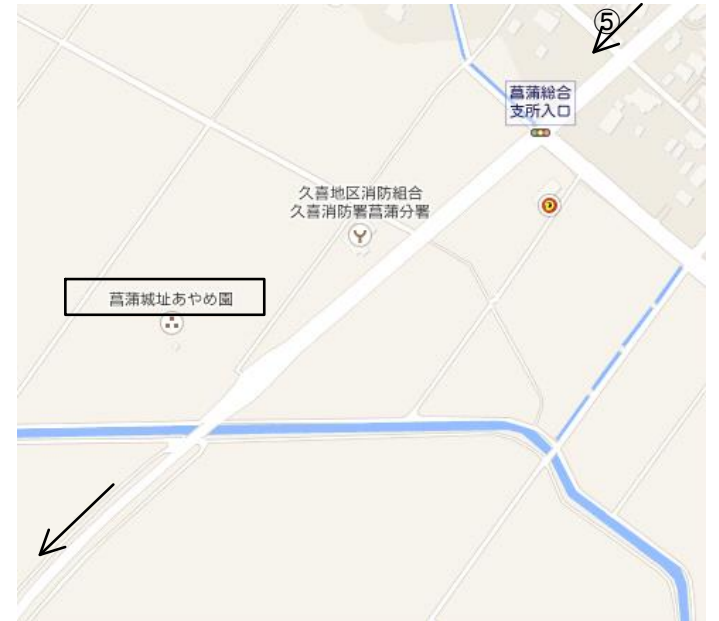 ⑤
菖蒲総合
支所入口
久喜地区消防組合
久喜消防署菖蒲分署
菖蒲城址あやめ園